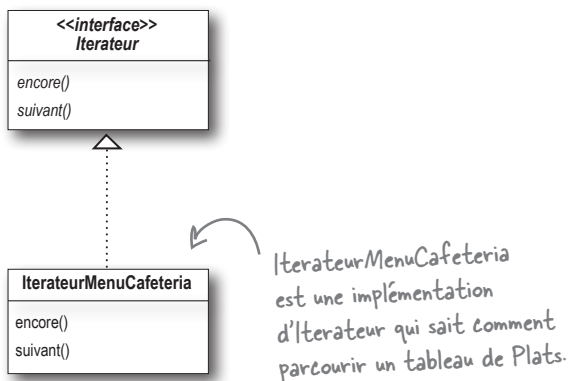 <<interface>>
Iterateur
encore()
suivant()
IterateurMenuCafeteria
encore()
suivant()
IterateurMenuCafeteria
est une implémentation
d'Iterateur qui sait comment
parcourir un tableau de Plats.